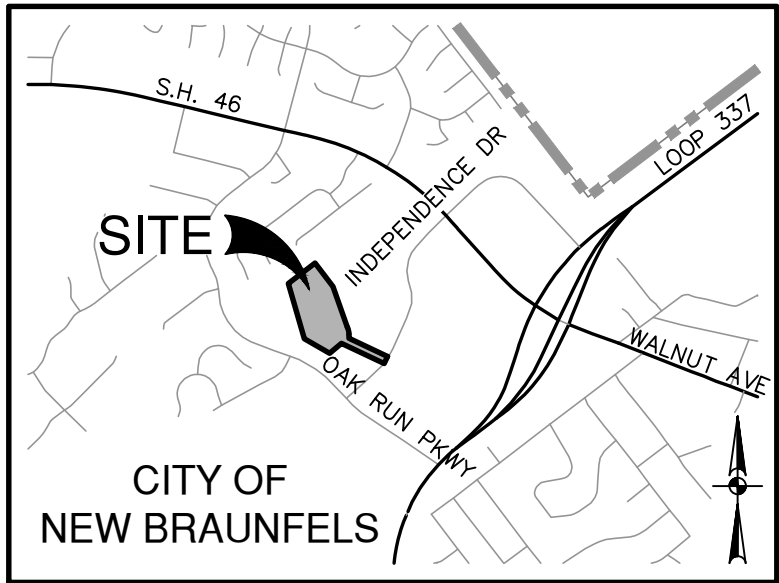 S.H. 46
LOOP 337
INDEPENDENCE DR
SITE
WALNUT AVE
OAK RUN PKWY
CITY OF
NEW BRAUNFELS